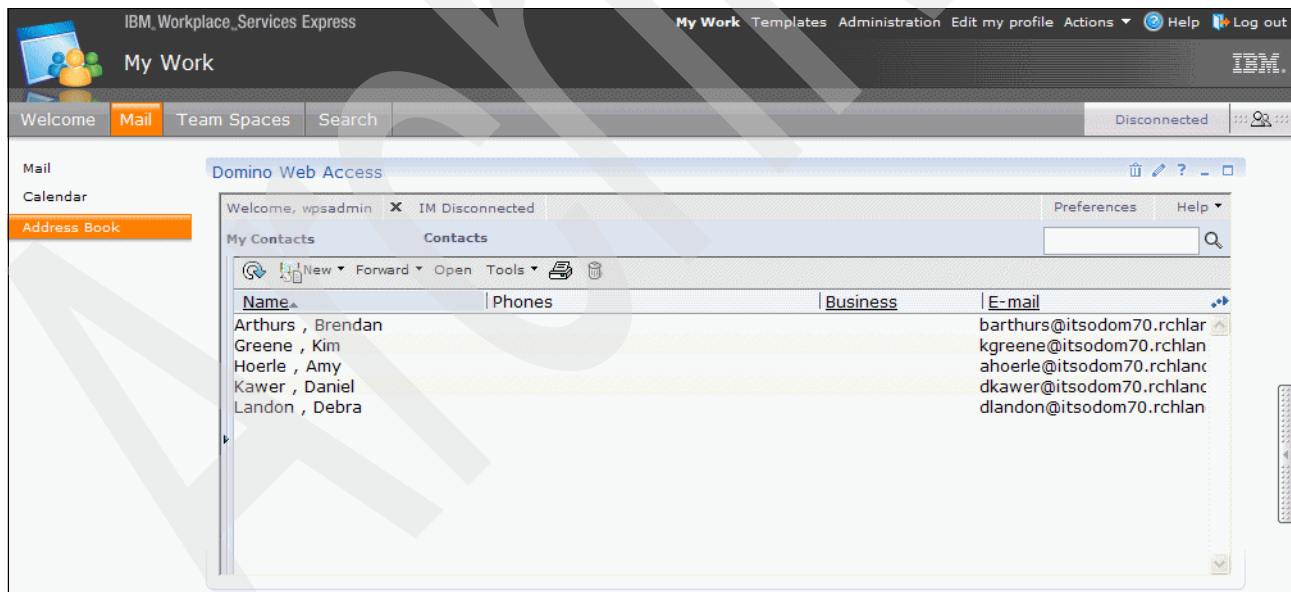 IBM Workplace Services Express My Work Templates Administration Edit my profile Actions Help Log out
My Work IBM.
Welcome Mail Team Spaces Search Disconnected
Mail Domino Web Access ?
Calendar Welcome, wpsadmin X IM Disconnected Preferences Help
Address Book My Contacts Contacts
New Forward Open Tools
Name Phones Business E-mail
Arthurs , Brendan barthurs@itsodom70.rchlar
Greene , Kim kgreene@itsodom70.rchlan
Hoerle , Amy ahoerle@itsodom70.rchlanc
Kawer , Daniel dkawer@itsodom70.rchlanc
Landon , Debra dlandon@itsodom70.rchlan